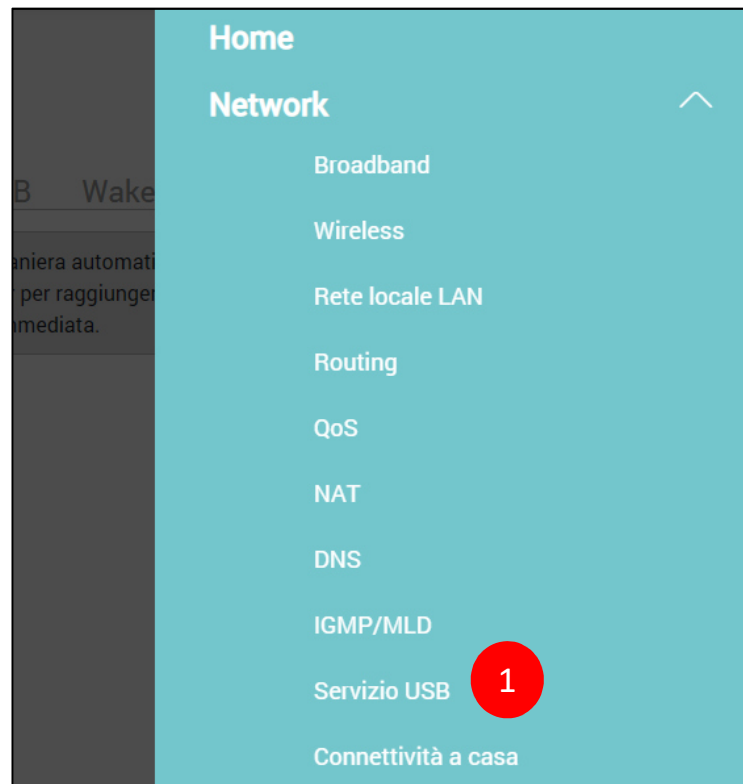 Home
Network
Broadband
B Wake
Wireless
aniera automati
per raggiunger
mediata.
Rete locale LAN
Routing
QoS
NAT
DNS
IGMP/MLD
Servizio USB 1
Connettività a casa